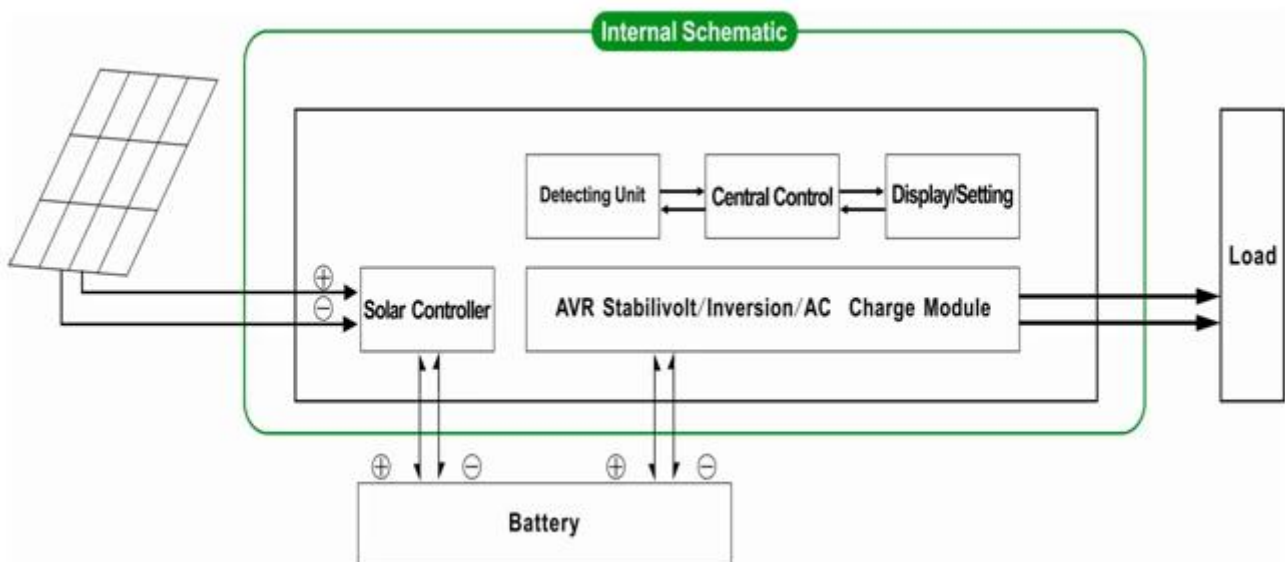 Internal Schematic
Detecting Unit
Central Control
Display/Setting
Load
⊕
⊖
Solar Controller
AVR Stabilivolt/Inversion/AC Charge Module
⊕ ⊖ ⊕ ⊖
Battery